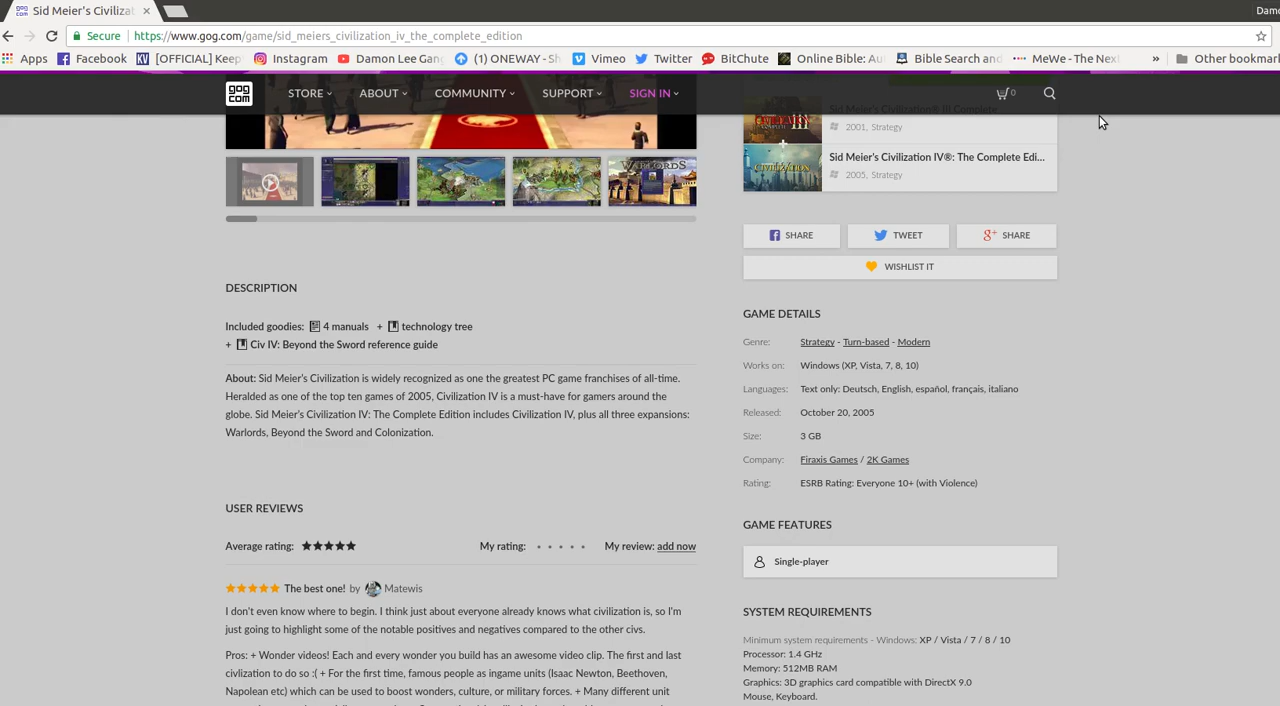 Sid Meier's Civiliza
Damo
Secure
https://www.gog.com/game/sid_meiers_civilization_iv_the_complete_edition
Apps
Facebook
[OFFICIAL] Keep
Instagram
Damon Lee Gang
(1) ONEWAY - Sh
Vimeo
Twitter
BitChute
Online Bible: Au
Bible Search and
MeWe - The Nex
»
Other bookmar
gog
com
STORE
ABOUT
COMMUNITY
SUPPORT
SIGN IN
0
Sid Meier's Civilization® III Complete
2001, Strategy
Sid Meier's Civilization IV®: The Complete Edi...
2005, Strategy
WARLORDS
SHARE
TWEET
SHARE
WISHLIST IT
DESCRIPTION
Included goodies: 4 manuals + technology tree
+ Civ IV: Beyond the Sword reference guide
About: Sid Meier's Civilization is widely recognized as one the greatest PC game franchises of all-time.
Heralded as one of the top ten games of 2005, Civilization IV is a must-have for gamers around the
globe. Sid Meier's Civilization IV: The Complete Edition includes Civilization IV, plus all three expansions:
Warlords, Beyond the Sword and Colonization.
GAME DETAILS
Genre: Strategy - Turn-based - Modern
Works on: Windows (XP, Vista, 7, 8, 10)
Languages: Text only: Deutsch, English, español, français, italiano
Released: October 20, 2005
Size: 3 GB
Company: Firaxis Games / 2K Games
Rating: ESRB Rating: Everyone 10+ (with Violence)
USER REVIEWS
Average rating: ★★★★★ My rating: • • • • • My review: add now
★★★★★ The best one! by Matewis
I don't even know where to begin. I think just about everyone already knows what civilization is, so I'm
just going to highlight some of the notable positives and negatives compared to the other civs.
Pros: + Wonder videos! Each and every wonder you build has an awesome video clip. The first and last
civilization to do so :( + For the first time, famous people as ingame units (Isaac Newton, Beethoven,
Napolean etc) which can be used to boost wonders, culture, or military forces. + Many different unit
GAME FEATURES
Single-player
SYSTEM REQUIREMENTS
Minimum system requirements - Windows: XP / Vista / 7 / 8 / 10
Processor: 1.4 GHz
Memory: 512MB RAM
Graphics: 3D graphics card compatible with DirectX 9.0
Mouse, Keyboard.